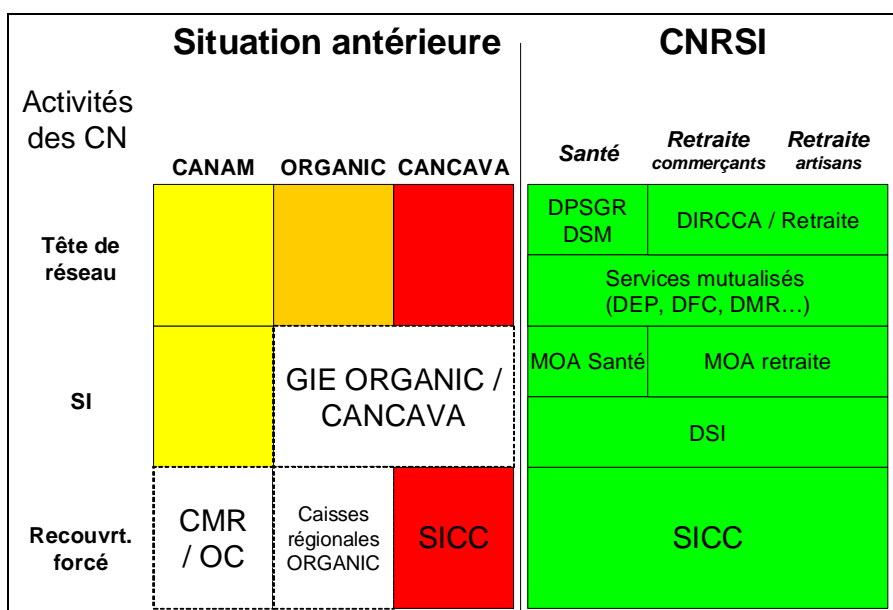 Situation antérieure
CNRSI
Activités
des CN
CANAM
ORGANIC
CANCAVA
Santé
Retraite
commerçants
Retraite
artisans
Tête de
réseau
DPSGR
DSM
DIRCCA / Retraite
Services mutualisés
(DEP, DFC, DMR…)
SI
GIE ORGANIC /
CANCAVA
MOA Santé
MOA retraite
DSI
Recouvrt.
forcé
CMR
/ OC
Caisses
régionales
ORGANIC
SICC
SICC